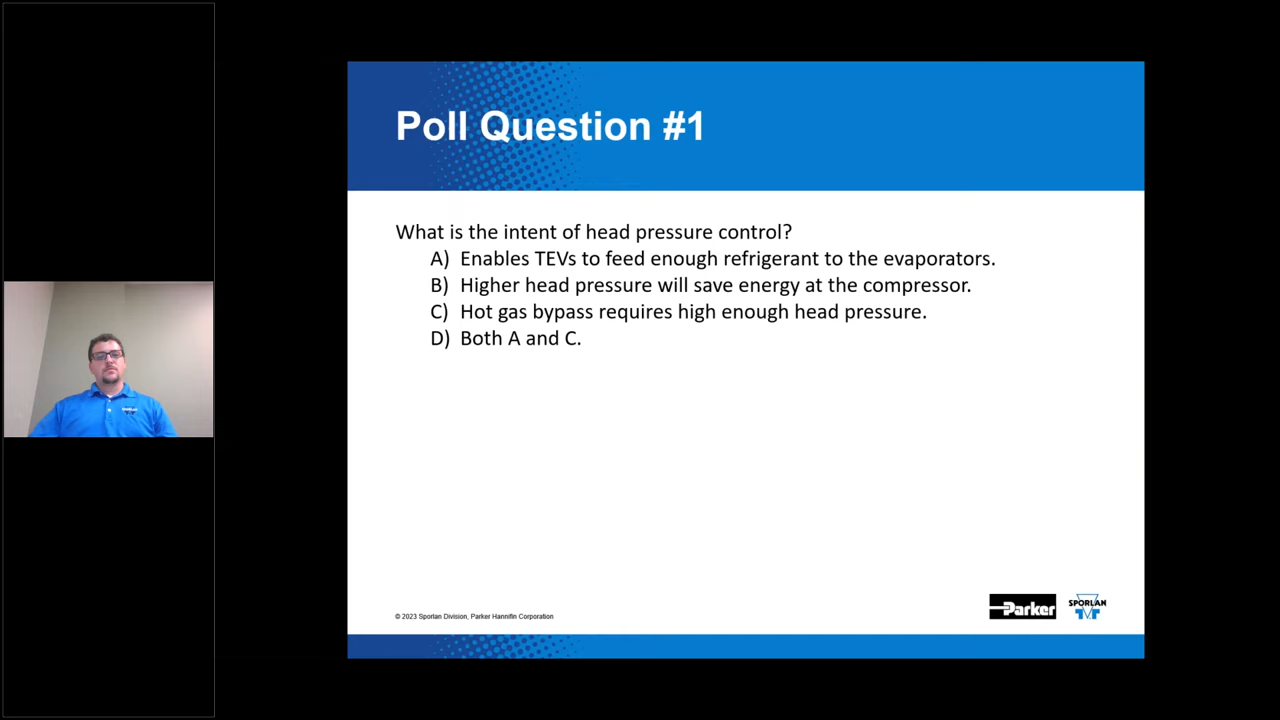 Poll Question #1
What is the intent of head pressure control?
A) Enables TEVs to feed enough refrigerant to the evaporators.
B) Higher head pressure will save energy at the compressor.
C) Hot gas bypass requires high enough head pressure.
D) Both A and C.
© 2023 Sporlan Division, Parker Hannifin Corporation
Parker
SPORLAN